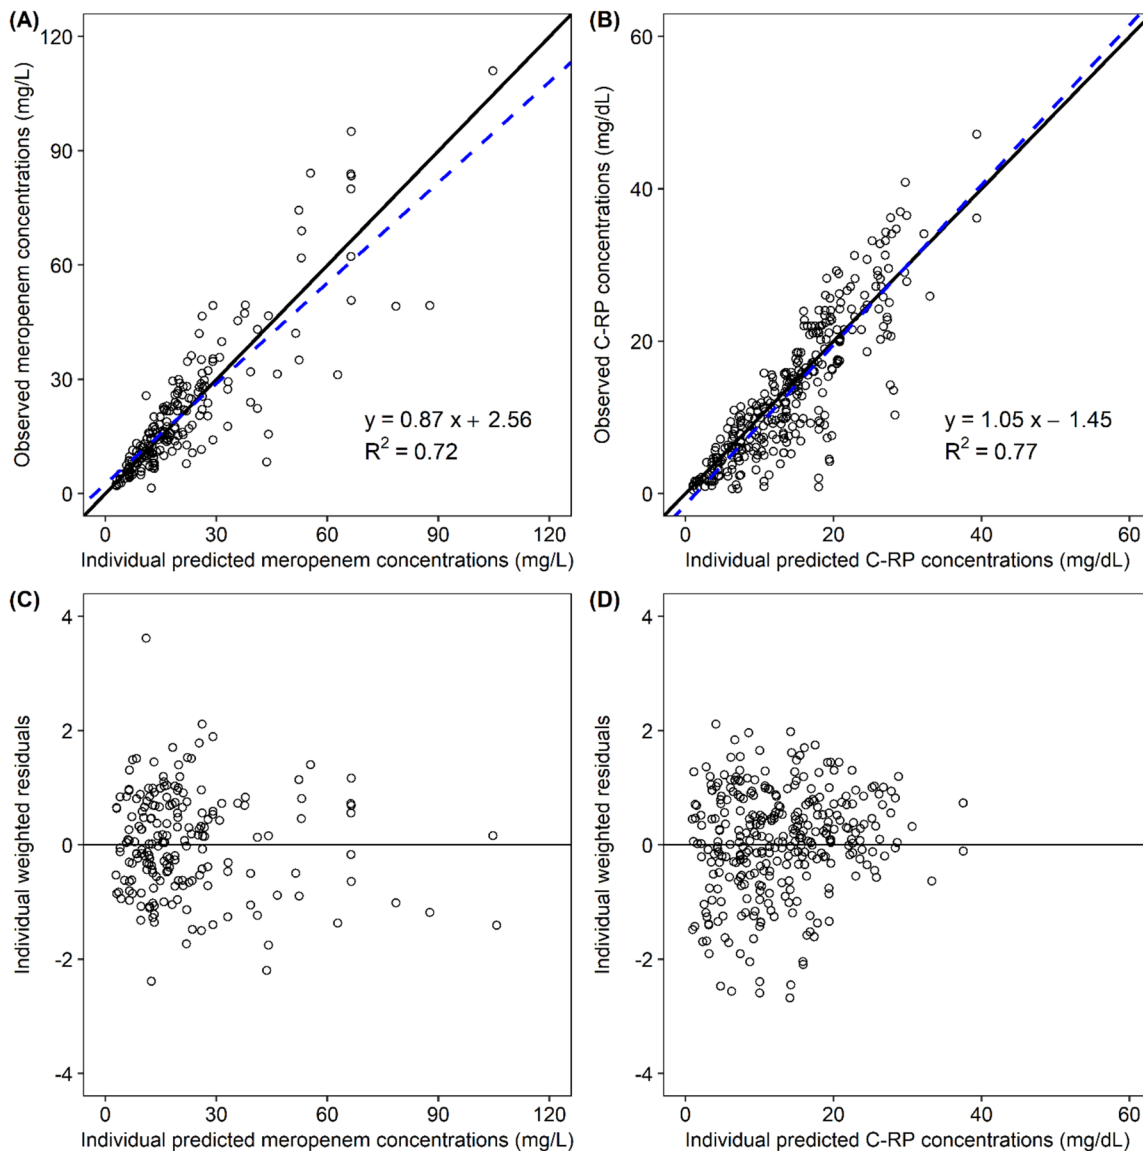 (A)
Observed meropenem concentrations (mg/L)
120
90
60
30
0
y = 0.87 x + 2.56
R² = 0.72
0 30 60 90 120
Individual predicted meropenem concentrations (mg/L)
(B)
Observed C-RP concentrations (mg/dL)
60
40
20
0
y = 1.05 x − 1.45
R² = 0.77
0 20 40 60
Individual predicted C-RP concentrations (mg/dL)
(C)
Individual weighted residuals
4
2
0
-2
-4
0 30 60 90 120
Individual predicted meropenem concentrations (mg/L)
(D)
Individual weighted residuals
4
2
0
-2
-4
0 20 40 60
Individual predicted C-RP concentrations (mg/dL)